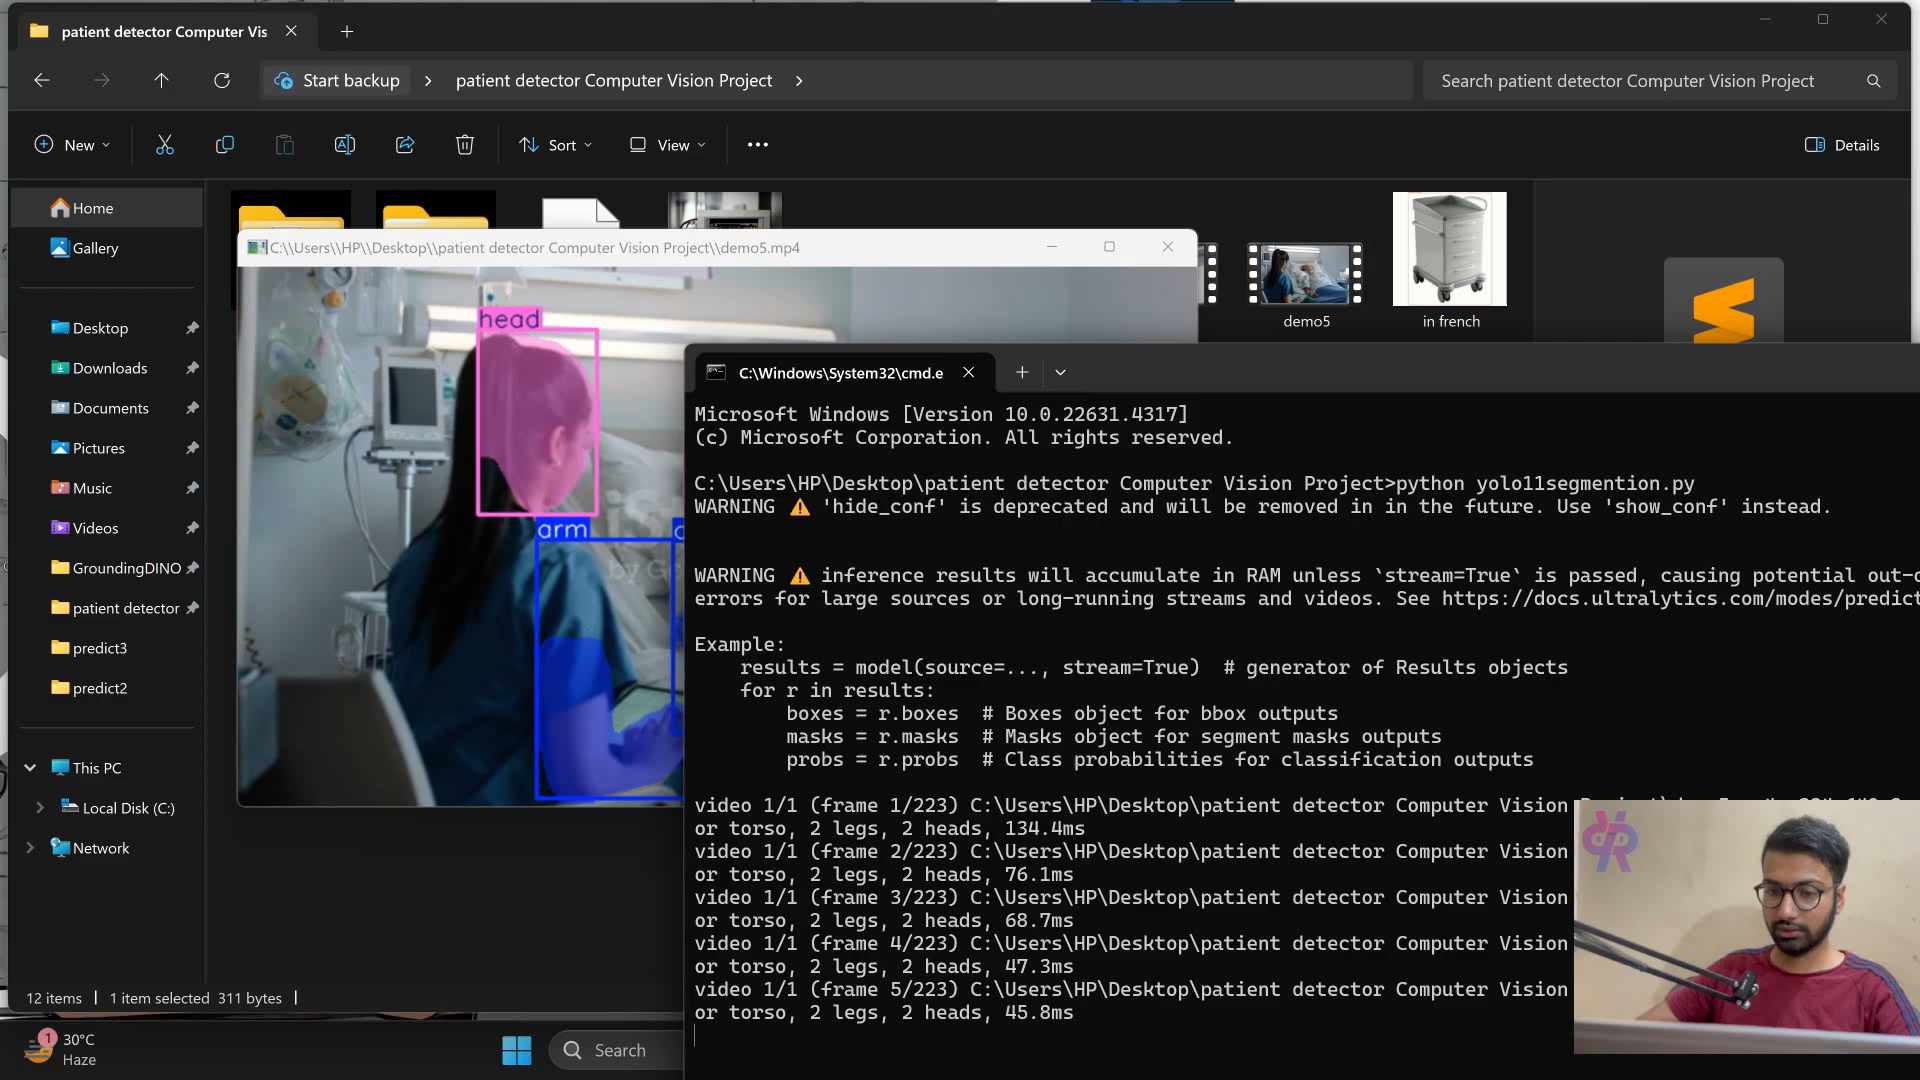 patient detector Computer Vis
Start backup
patient detector Computer Vision Project
Search patient detector Computer Vision Project
New
Sort
View
Details
Home
Gallery
Desktop
Downloads
Documents
Pictures
Music
Videos
GroundingDINO
patient detector
predict3
predict2
This PC
Local Disk (C:)
Network
demo5
in french
C:\\Users\\HP\\Desktop\\patient detector Computer Vision Project\\demo5.mp4
head
arm
by Ge
C:\Windows\System32\cmd.e
Microsoft Windows [Version 10.0.22631.4317]
(c) Microsoft Corporation. All rights reserved.
C:\Users\HP\Desktop\patient detector Computer Vision Project>python yolo11segmention.py
WARNING ⚠️ 'hide_conf' is deprecated and will be removed in in the future. Use 'show_conf' instead.
WARNING ⚠️ inference results will accumulate in RAM unless `stream=True` is passed, causing potential out-o
errors for large sources or long-running streams and videos. See https://docs.ultralytics.com/modes/predict
Example:
results = model(source=..., stream=True)  # generator of Results objects
for r in results:
boxes = r.boxes  # Boxes object for bbox outputs
masks = r.masks  # Masks object for segment masks outputs
probs = r.probs  # Class probabilities for classification outputs
video 1/1 (frame 1/223) C:\Users\HP\Desktop\patient detector Computer Vision
or torso, 2 legs, 2 heads, 134.4ms
video 1/1 (frame 2/223) C:\Users\HP\Desktop\patient detector Computer Vision
or torso, 2 legs, 2 heads, 76.1ms
video 1/1 (frame 3/223) C:\Users\HP\Desktop\patient detector Computer Vision
or torso, 2 legs, 2 heads, 68.7ms
video 1/1 (frame 4/223) C:\Users\HP\Desktop\patient detector Computer Vision
or torso, 2 legs, 2 heads, 47.3ms
video 1/1 (frame 5/223) C:\Users\HP\Desktop\patient detector Computer Vision
or torso, 2 legs, 2 heads, 45.8ms
12 items
1 item selected 311 bytes
1
30°C
Haze
Search